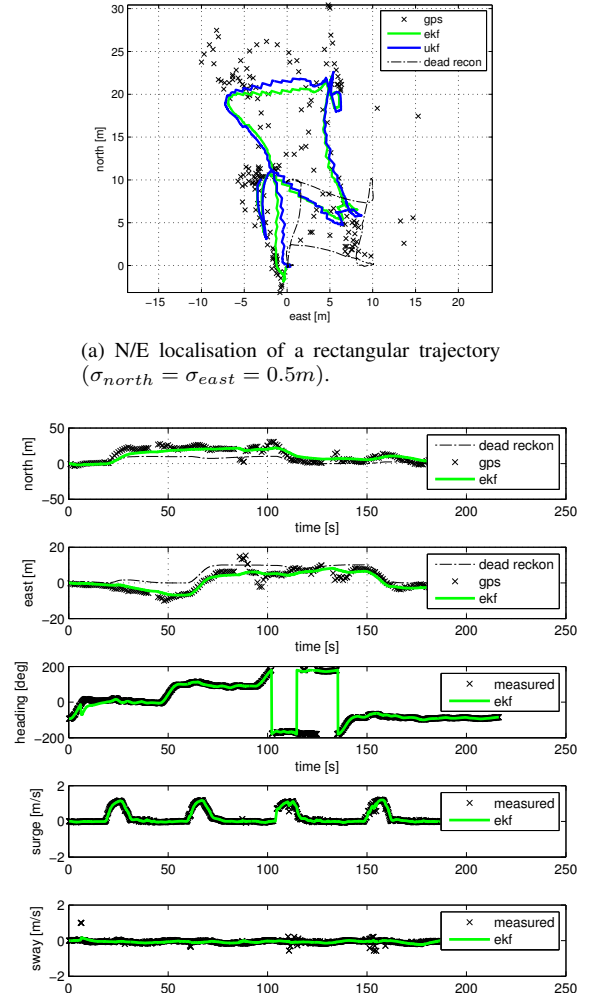 30
25
20
15
10
5
0
north [m]
gps
ekf
ukf
dead recon
−15 −10 −5 0 5 10 15 20
east [m]
(a) N/E localisation of a rectangular trajectory
(σnorth = σeast = 0.5m).
50
0
−50
north [m]
dead reckon
gps
ekf
0 50 100 150 200 250
time [s]
20
0
−20
east [m]
dead reckon
gps
ekf
0 50 100 150 200 250
time [s]
200
0
−200
heading [deg]
measured
ekf
0 50 100 150 200 250
time [s]
2
0
−2
surge [m/s]
measured
ekf
0 50 100 150 200 250
2
0
−2
sway [m/s]
measured
ekf
0 50 100 150 200 250